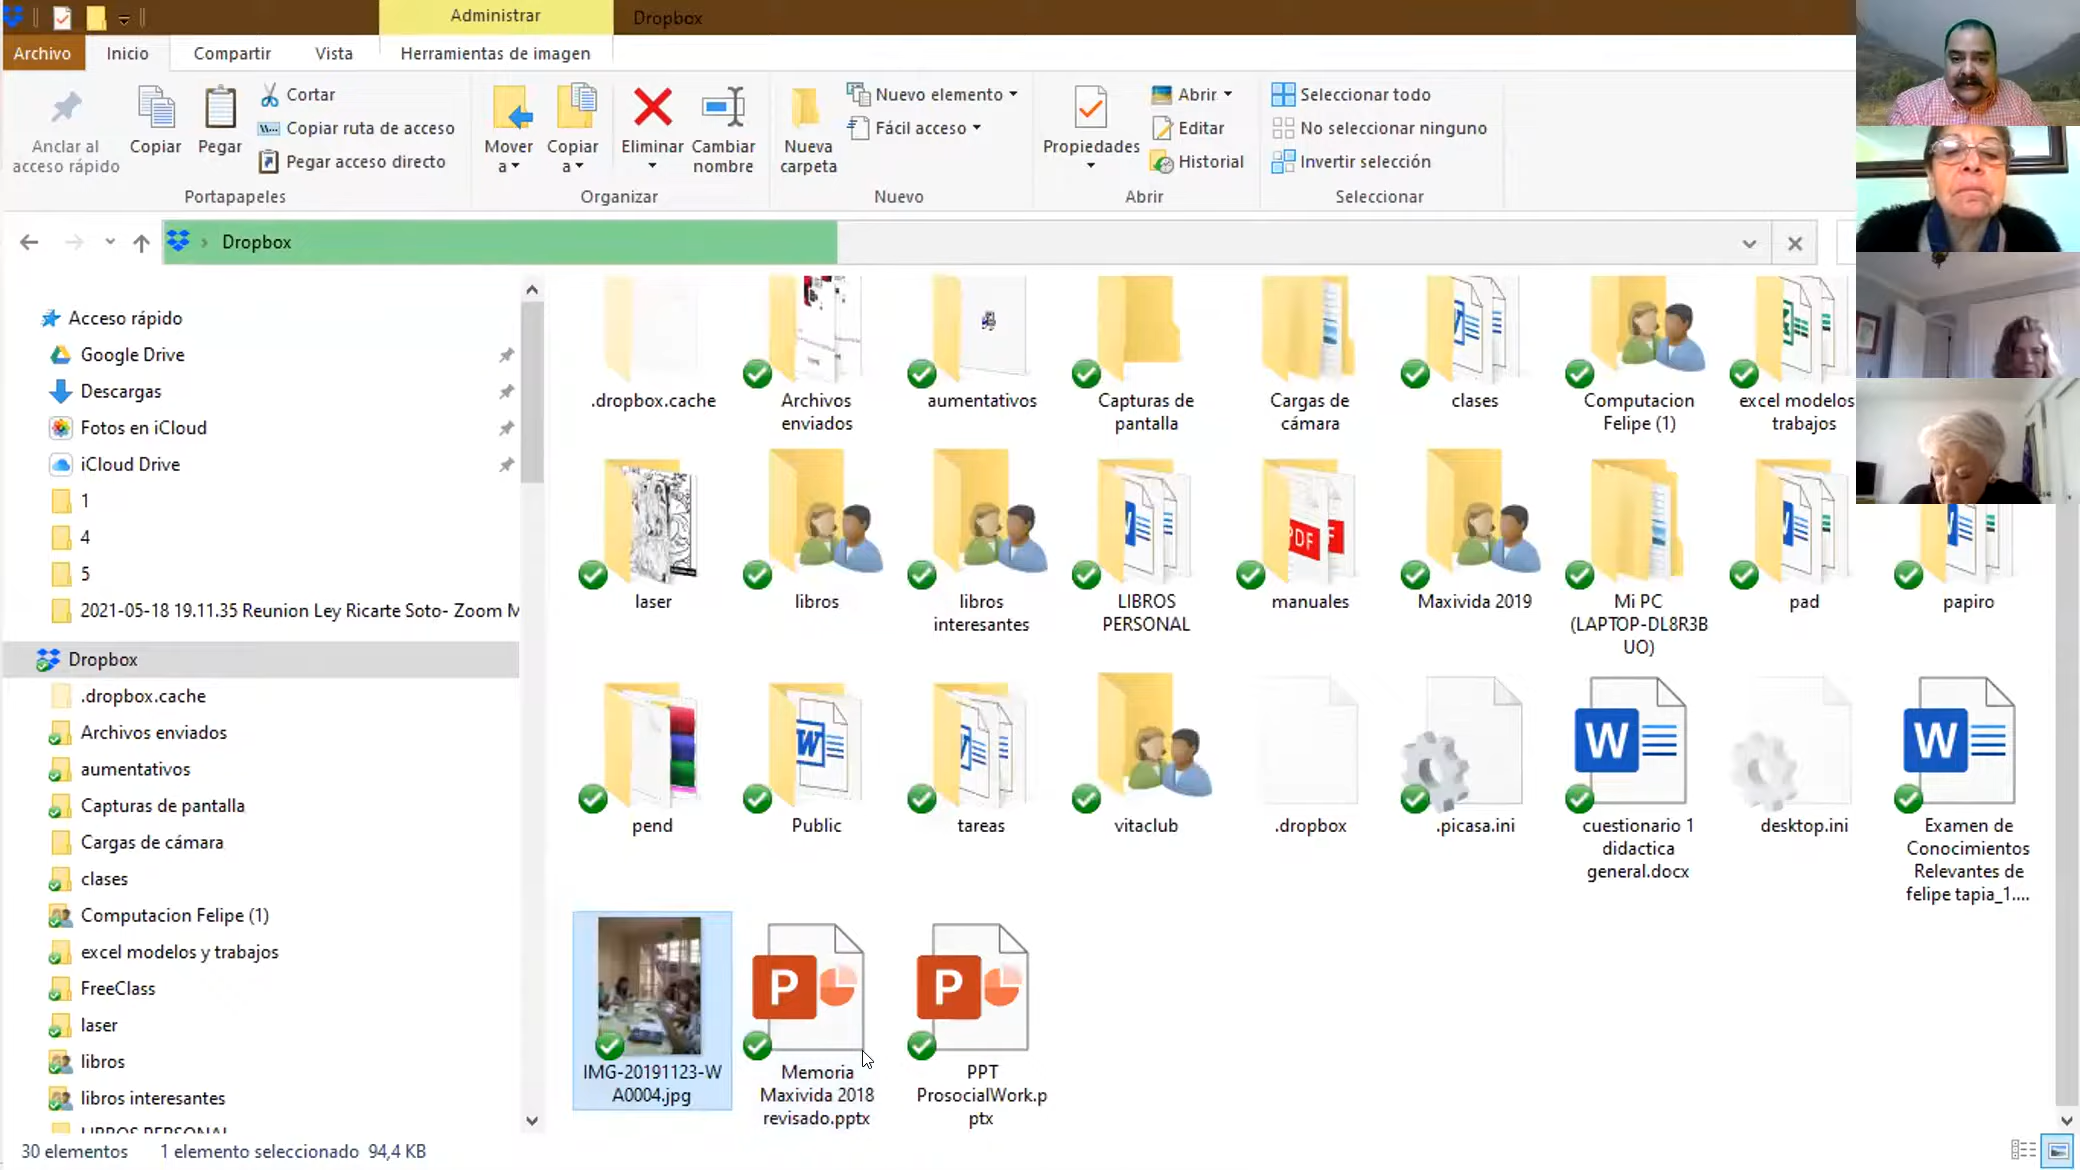 Administrar
Dropbox
Archivo
Inicio
Compartir
Vista
Herramientas de imagen
Anclar al
acceso rápido
Copiar
Pegar
Cortar
Copiar ruta de acceso
Pegar acceso directo
Portapapeles
Mover
a
Copiar
a
Eliminar
Cambiar
nombre
Organizar
Nueva
carpeta
Nuevo elemento
Fácil acceso
Nuevo
Propiedades
Abrir
Editar
Historial
Abrir
Seleccionar todo
No seleccionar ninguno
Invertir selección
Seleccionar
Dropbox
Acceso rápido
Google Drive
Descargas
Fotos en iCloud
iCloud Drive
1
4
5
2021-05-18 19.11.35 Reunion Ley Ricarte Soto- Zoom M
Dropbox
.dropbox.cache
Archivos enviados
aumentativos
Capturas de pantalla
Cargas de cámara
clases
Computacion Felipe (1)
excel modelos y trabajos
FreeClass
laser
libros
libros interesantes
LIBROS PERSONAL
.dropbox.cache
Archivos
enviados
aumentativos
Capturas de
pantalla
Cargas de
cámara
clases
Computacion
Felipe (1)
excel modelos
trabajos
laser
libros
libros
interesantes
LIBROS
PERSONAL
PDF
manuales
Maxivida 2019
Mi PC
(LAPTOP-DL8R3B
UO)
pad
papiro
pend
Public
tareas
vitaclub
.dropbox
.picasa.ini
W
cuestionario 1
didactica
general.docx
desktop.ini
W
Examen de
Conocimientos
Relevantes de
felipe tapia_1....
IMG-20191123-W
A0004.jpg
P
Memoria
Maxivida 2018
revisado.pptx
P
PPT
ProsocialWork.p
ptx
30 elementos
1 elemento seleccionado 94,4 KB